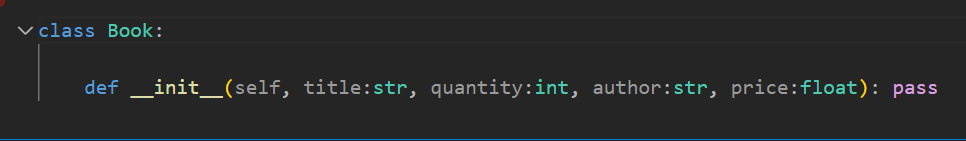 class Book:
def __init__(self, title:str, quantity:int, author:str, price:float): pass